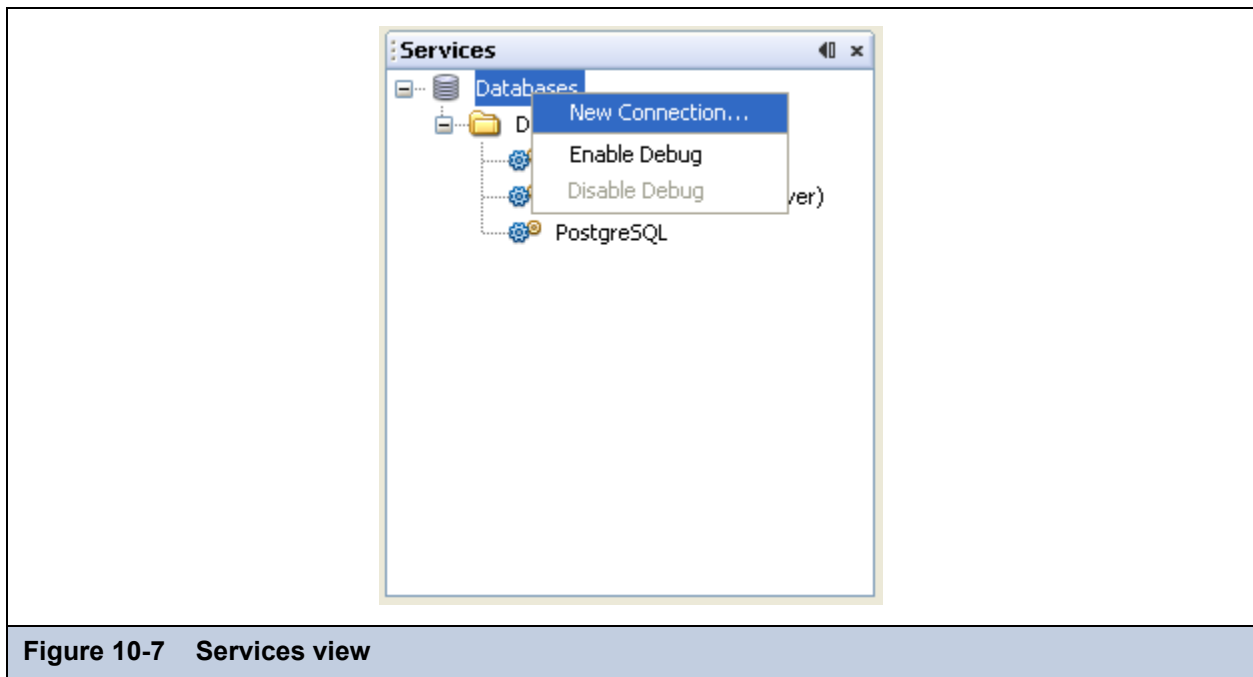 Services
Databases
New Connection...
D
Enable Debug
Disable Debug
ver)
PostgreSQL
Figure 10-7 Services view